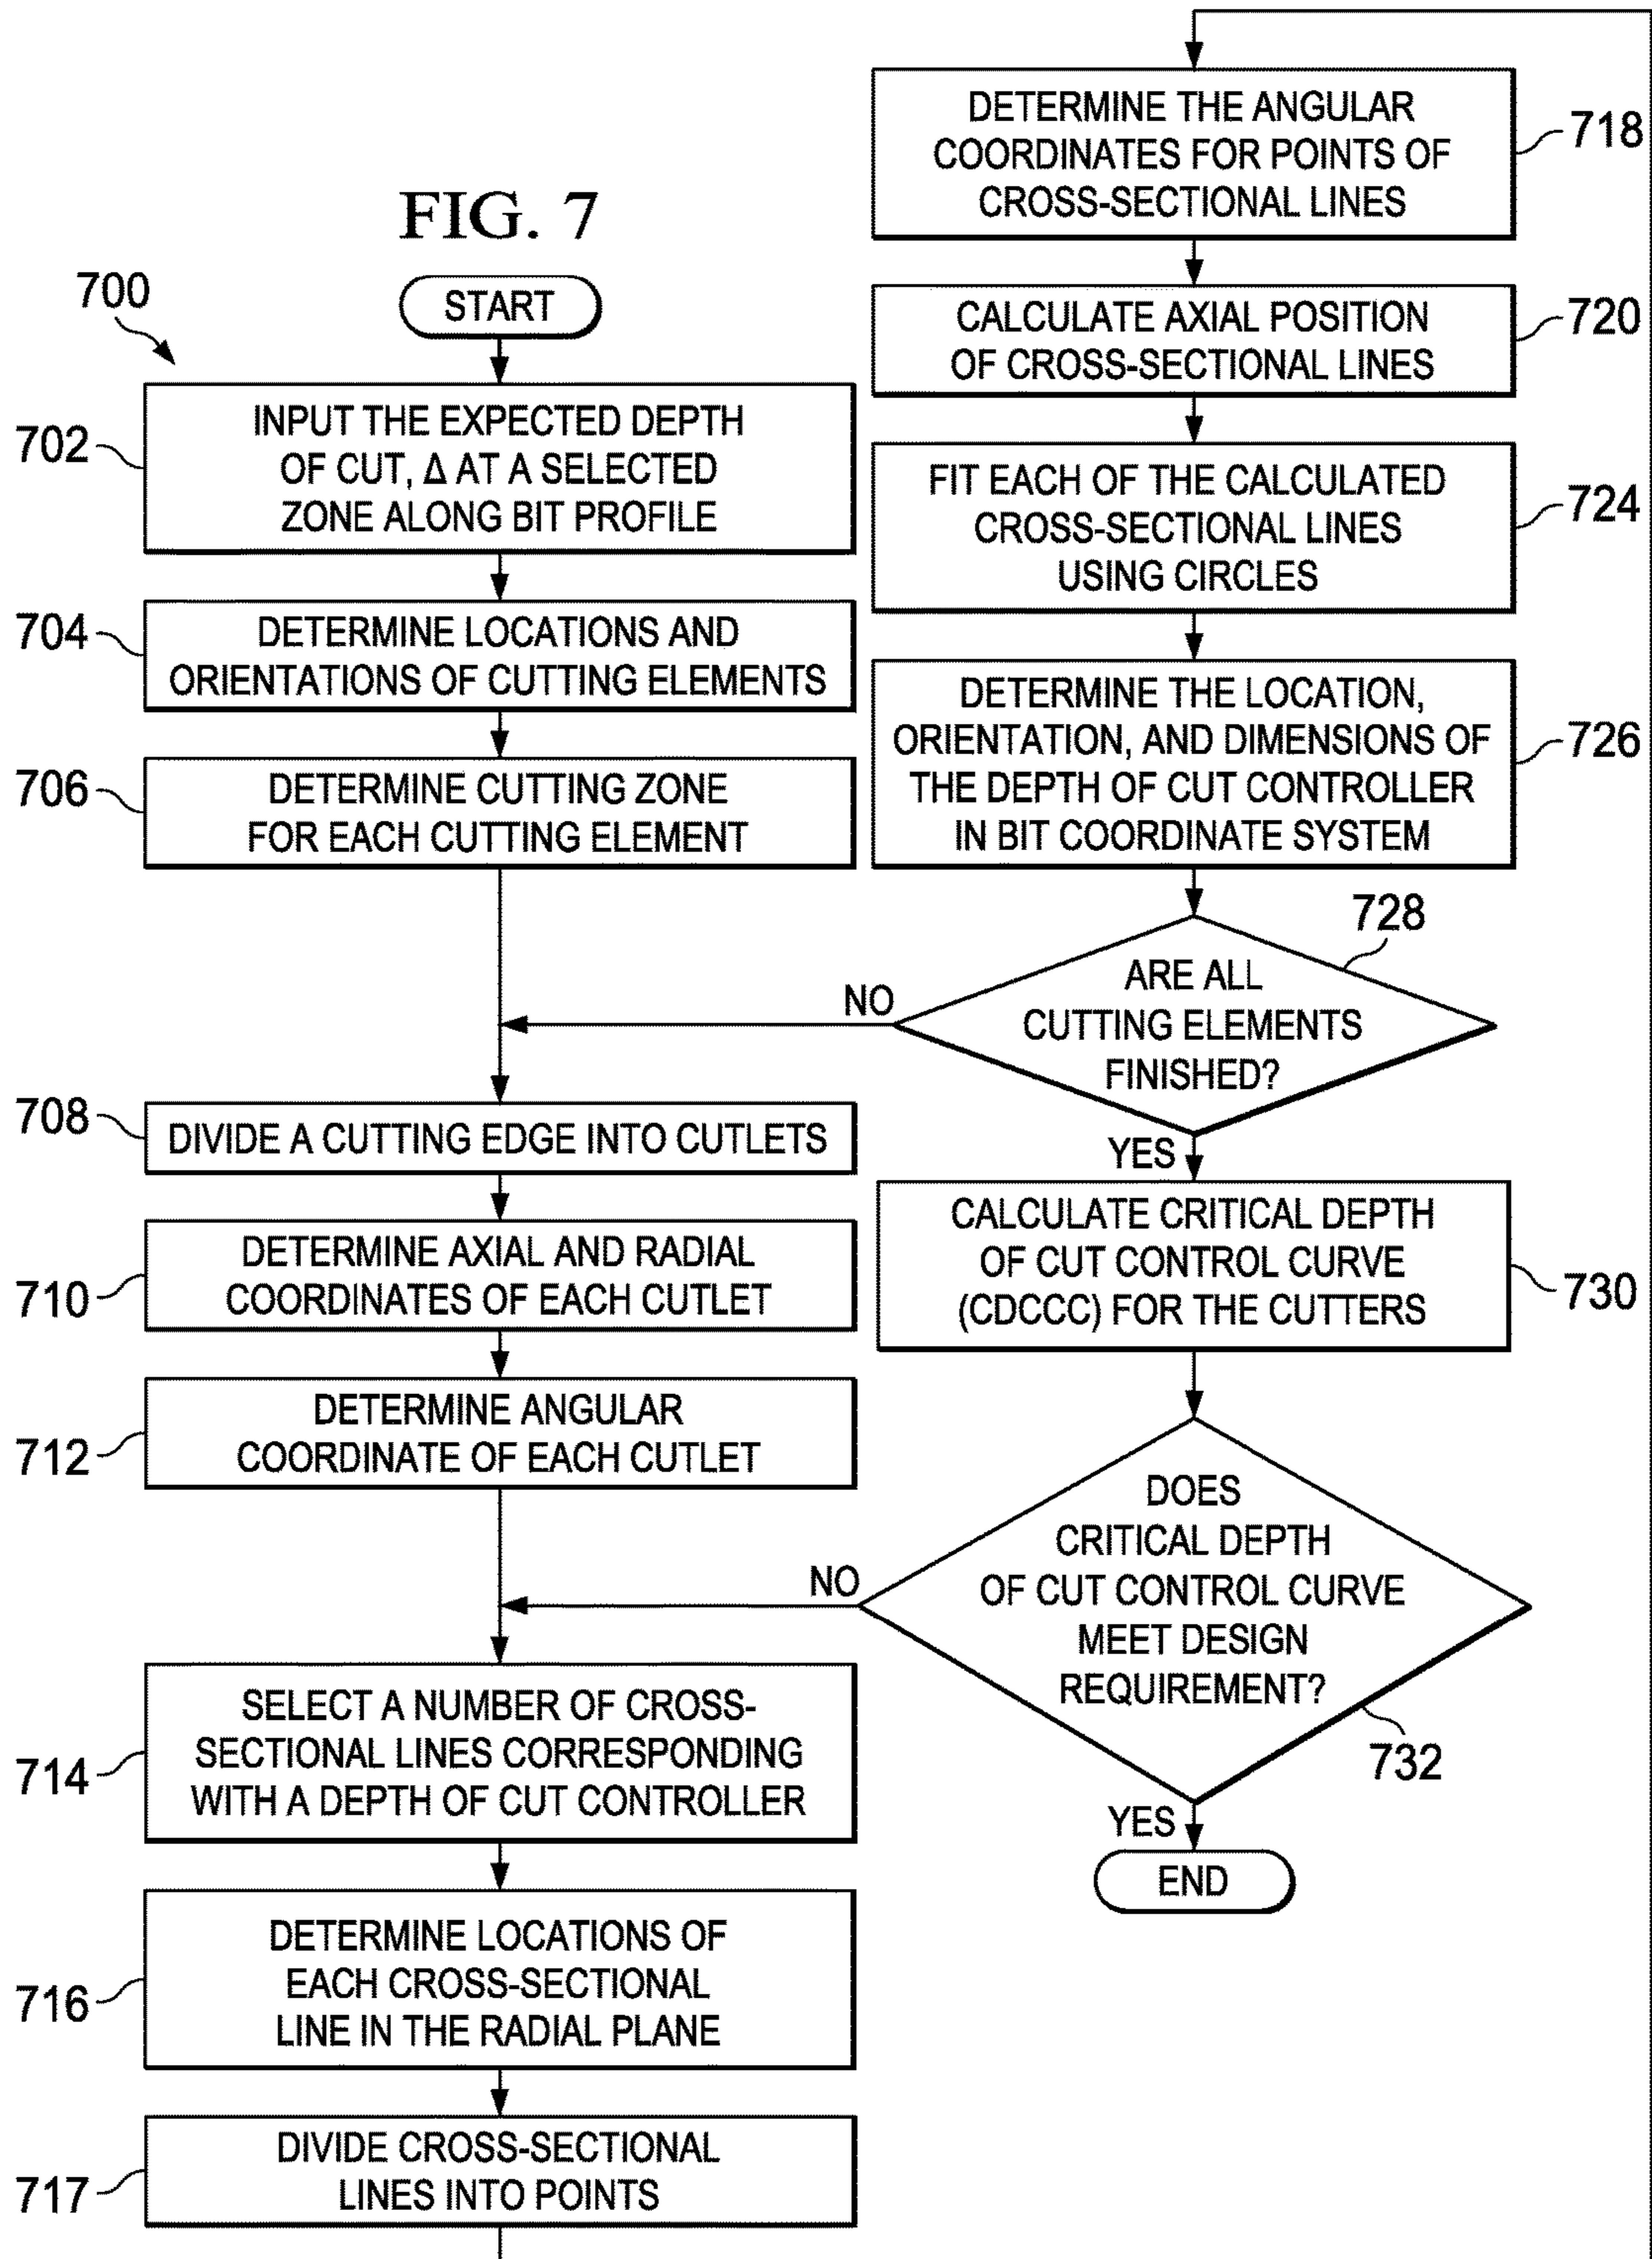 FIG. 7
700
START
702
INPUT THE EXPECTED DEPTH
OF CUT, Δ AT A SELECTED
ZONE ALONG BIT PROFILE
704
DETERMINE LOCATIONS AND
ORIENTATIONS OF CUTTING ELEMENTS
706
DETERMINE CUTTING ZONE
FOR EACH CUTTING ELEMENT
708
DIVIDE A CUTTING EDGE INTO CUTLETS
710
DETERMINE AXIAL AND RADIAL
COORDINATES OF EACH CUTLET
712
DETERMINE ANGULAR
COORDINATE OF EACH CUTLET
714
SELECT A NUMBER OF CROSS-
SECTIONAL LINES CORRESPONDING
WITH A DEPTH OF CUT CONTROLLER
716
DETERMINE LOCATIONS OF
EACH CROSS-SECTIONAL
LINE IN THE RADIAL PLANE
717
DIVIDE CROSS-SECTIONAL
LINES INTO POINTS
DETERMINE THE ANGULAR
COORDINATES FOR POINTS OF
CROSS-SECTIONAL LINES
718
CALCULATE AXIAL POSITION
OF CROSS-SECTIONAL LINES
720
FIT EACH OF THE CALCULATED
CROSS-SECTIONAL LINES
USING CIRCLES
724
DETERMINE THE LOCATION,
ORIENTATION, AND DIMENSIONS OF
THE DEPTH OF CUT CONTROLLER
IN BIT COORDINATE SYSTEM
726
728
ARE ALL
CUTTING ELEMENTS
FINISHED?
NO
YES
CALCULATE CRITICAL DEPTH
OF CUT CONTROL CURVE
(CDCCC) FOR THE CUTTERS
730
DOES
CRITICAL DEPTH
OF CUT CONTROL CURVE
MEET DESIGN
REQUIREMENT?
732
NO
YES
END